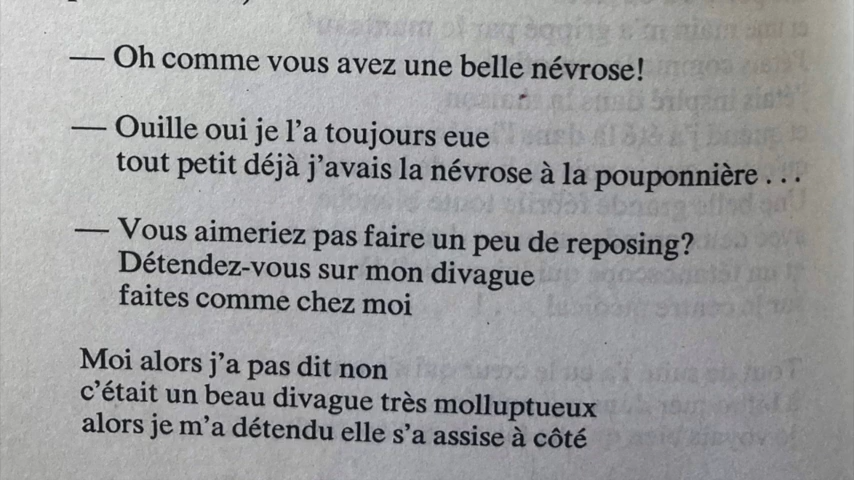 — Oh comme vous avez une belle névrose!
— Ouille oui je l’a toujours eue
tout petit déjà j’avais la névrose à la pouponnière . . .
— Vous aimeriez pas faire un peu de reposing?
Détendez-vous sur mon divague
faites comme chez moi
Moi alors j’a pas dit non
c’était un beau divague très molluptueux
alors je m’a détendu elle s’a assise à côté